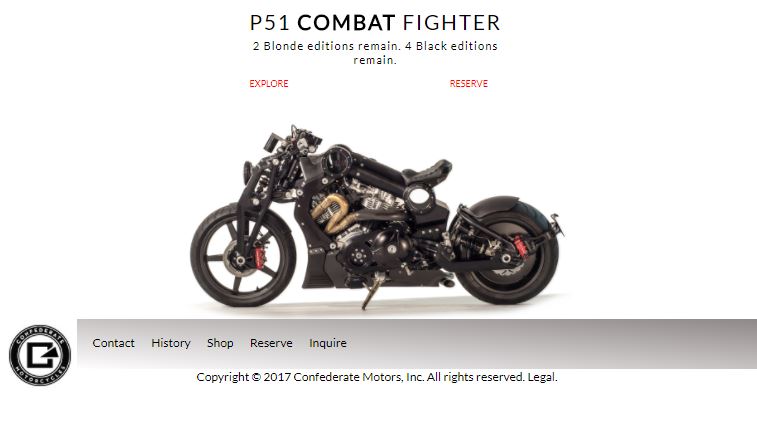 P51 COMBAT FIGHTER
2 Blonde editions remain. 4 Black editions
remain.
EXPLORE RESERVE
Contact History Shop Reserve Inquire
CONFEDERATE
MOTORCYCLES
Copyright © 2017 Confederate Motors, Inc. All rights reserved. Legal.